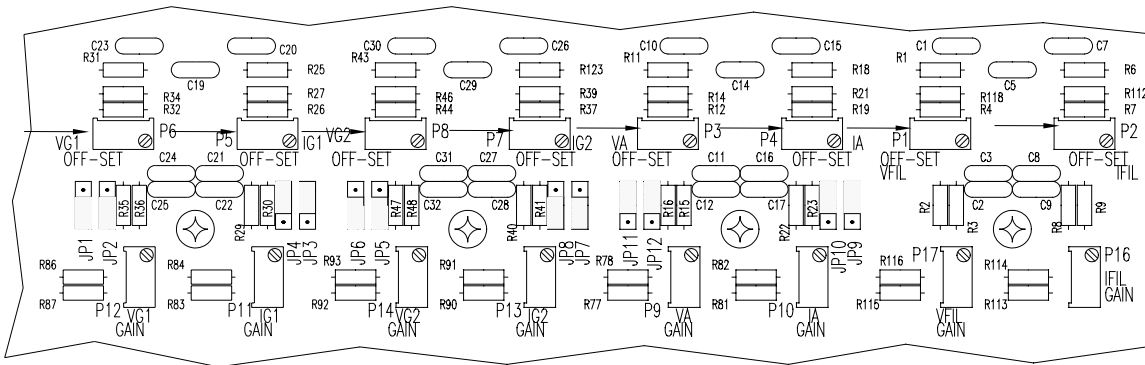 C23 C20 C30 C26 C10 C15 C1 C7
R31 C19 R25 R43 C29 R123 R11 C14 R18 R1 C5 R6
R34 R27 R46 R39 R14 R21 R118 R112
R32 R26 R44 R37 R12 R19 R4 R7
VG1 P6 P5 IG1 VG2 P8 P7 IG2 VA P3 P4 IA P1 P2
OFF-SET OFF-SET OFF-SET OFF-SET OFF-SET OFF-SET OFF-SET OFF-SET
VFIL IFIL
C24 C21 C31 C27 C11 C16 C3 C8
C25 C22 C32 C28 C12 C17 C2 C9
R35 R36 R29 R30 R47 R48 R40 R41 R16 R15 R22 R23 R2 R3 R8 R9
JP1 JP2 JP4 JP3 JP6 JP5 JP8 JP7 JP11 JP12 JP10 JP9
R86 R84 R93 R91 R78 R82 R116 P17 R114 P16
R87 P12 R83 P11 R92 P14 R90 P13 R77 P9 R81 P10 R115 R113
VG1 IG1 VG2 IG2 VA IA VFIL IFIL
GAIN GAIN GAIN GAIN GAIN GAIN GAIN GAIN